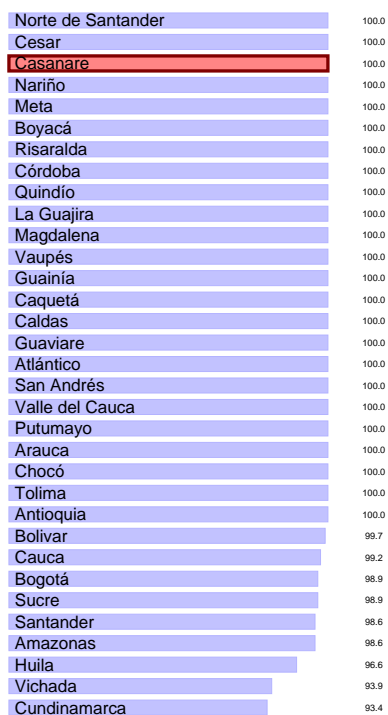 Norte de Santander 100.0
Cesar 100.0
Casanare 100.0
Nariño 100.0
Meta 100.0
Boyacá 100.0
Risaralda 100.0
Córdoba 100.0
Quindío 100.0
La Guajira 100.0
Magdalena 100.0
Vaupés 100.0
Guainía 100.0
Caquetá 100.0
Caldas 100.0
Guaviare 100.0
Atlántico 100.0
San Andrés 100.0
Valle del Cauca 100.0
Putumayo 100.0
Arauca 100.0
Chocó 100.0
Tolima 100.0
Antioquia 100.0
Bolivar 99.7
Cauca 99.2
Bogotá 98.9
Sucre 98.9
Santander 98.6
Amazonas 98.6
Huila 96.6
Vichada 93.9
Cundinamarca 93.4